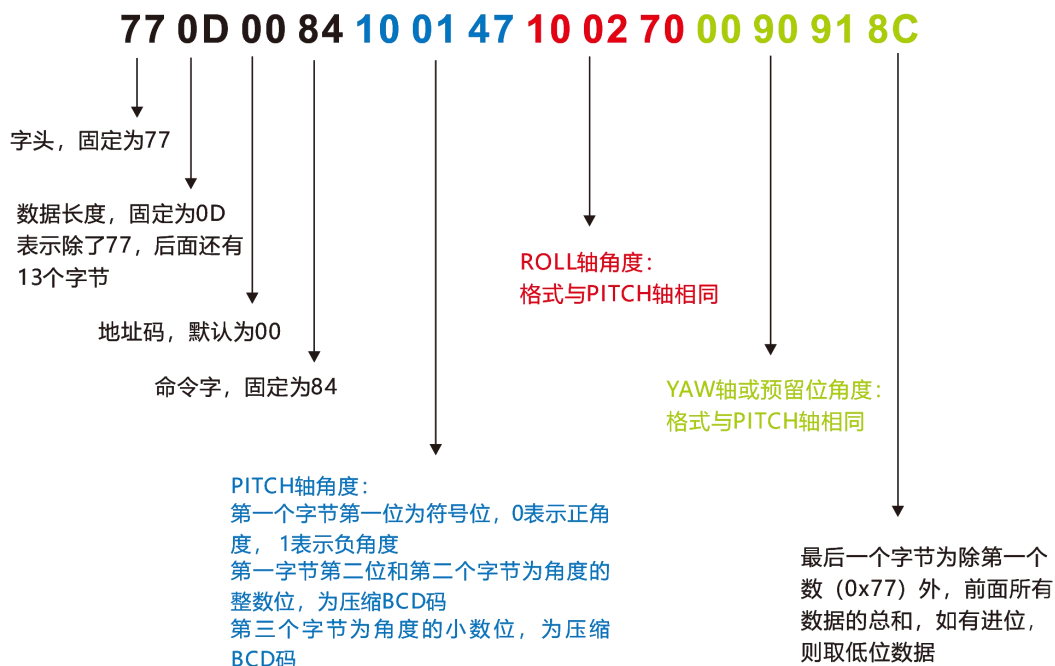 77 0D 00 84 10 01 47 10 02 70 00 90 91 8C
字头，固定为77
数据长度，固定为0D
表示除了77，后面还有
13个字节
地址码，默认为00
命令字，固定为84
PITCH轴角度：
第一个字节第一位为符号位，0表示正角
度， 1表示负角度
第一字节第二位和第二个字节为角度的
整数位，为压缩BCD码
第三个字节为角度的小数位，为压缩
BCD码
ROLL轴角度：
格式与PITCH轴相同
YAW轴或预留位角度：
格式与PITCH轴相同
最后一个字节为除第一个
数（0x77）外，前面所有
数据的总和，如有进位，
则取低位数据